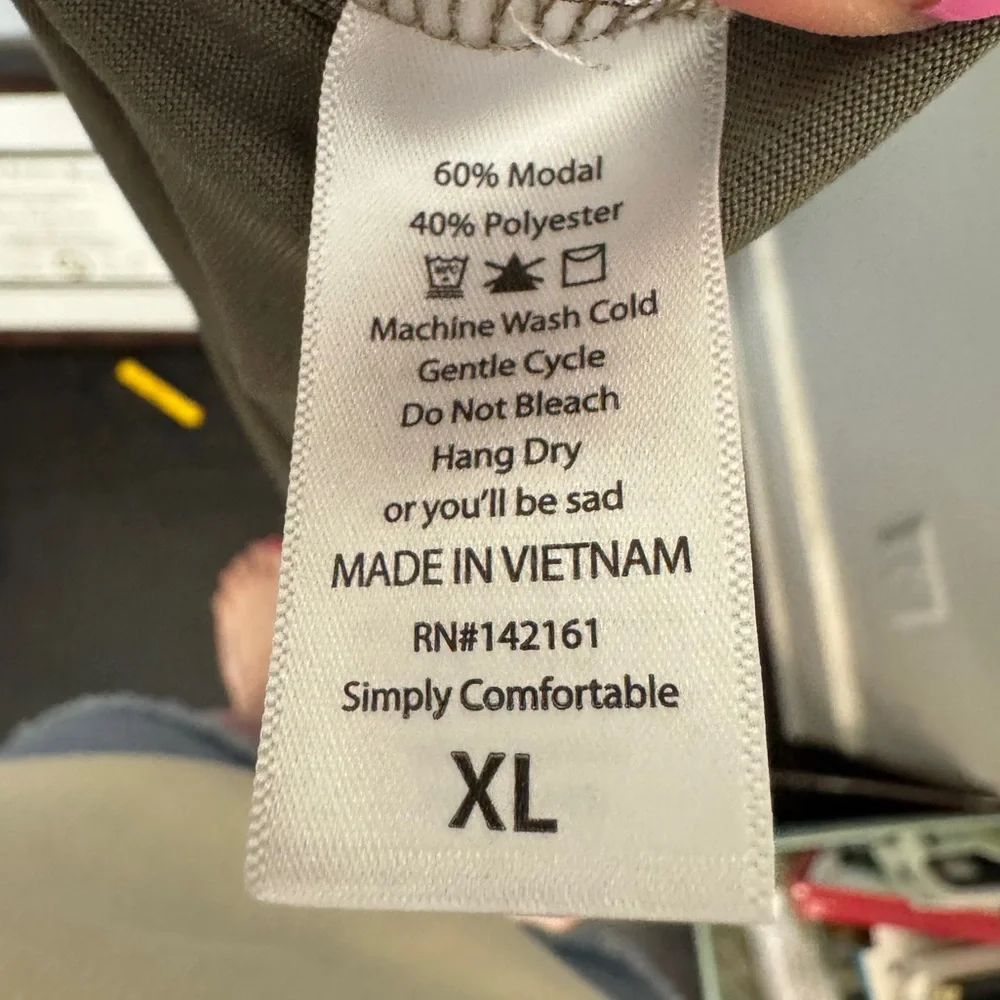 60% Modal
40% Polyester
Machine Wash Cold
Gentle Cycle
Do Not Bleach
Hang Dry
or you'll be sad
MADE IN VIETNAM
RN#142161
Simply Comfortable
XL